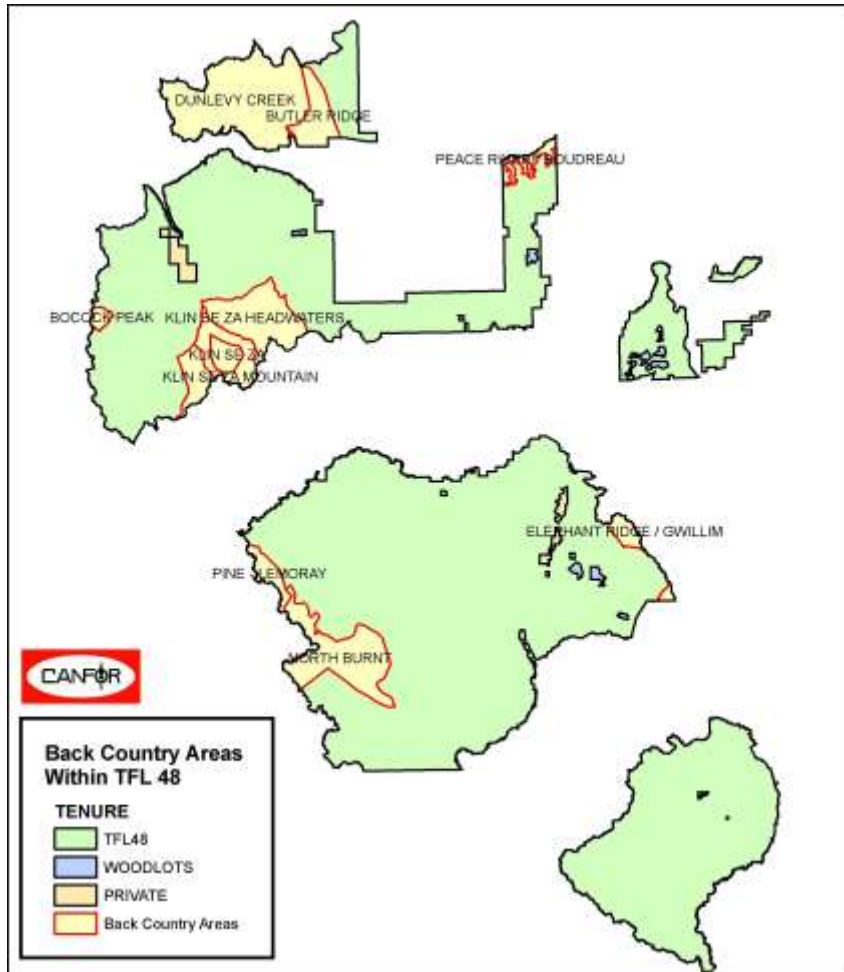 DUNLEVY CREEK
BUTLER RIDGE
PEACE RIVER / BOUDREAU
BOCOCK PEAK
KLIN SE ZA HEADWATERS
KLIN SE ZA
KLIN SE ZA MOUNTAIN
ELEPHANT RIDGE / GWILLIM
PINE - LEMORAY
NORTH BURNT
CANFOR
Back Country Areas
Within TFL 48
TENURE
TFL48
WOODLOTS
PRIVATE
Back Country Areas